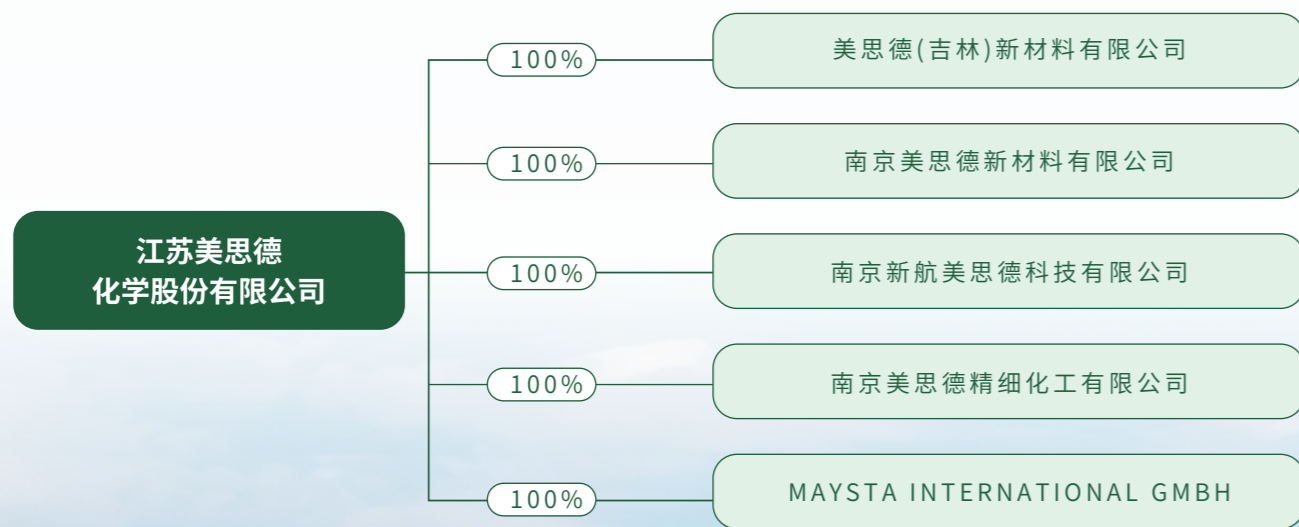 江苏美思德
化学股份有限公司
100%
美思德(吉林)新材料有限公司
100%
南京美思德新材料有限公司
100%
南京新航美思德科技有限公司
100%
南京美思德精细化工有限公司
100%
MAYSTA INTERNATIONAL GMBH